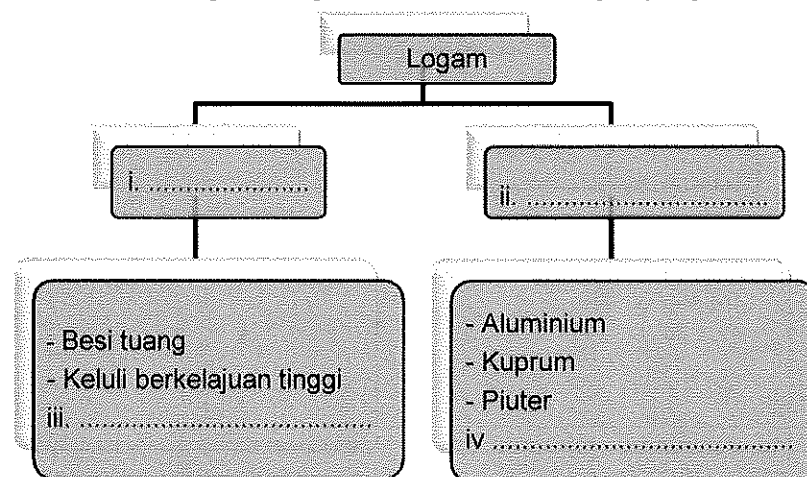 Logam
i. ......................
ii. ................................
- Besi tuang
- Keluli berkelajuan tinggi
iii. .......................................
- Aluminium
- Kuprum
- Piuter
iv ........................................